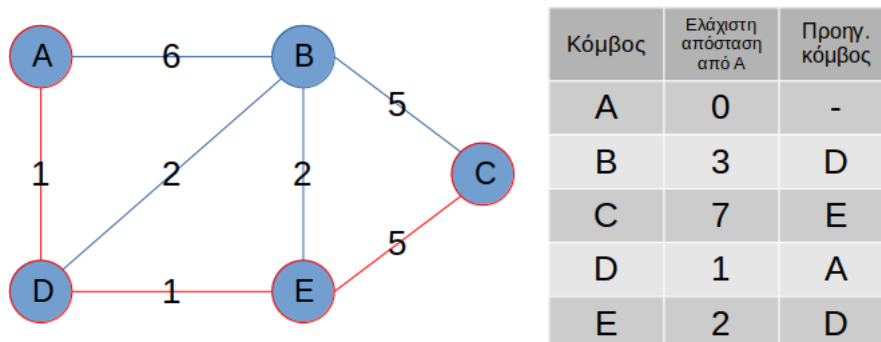 A 6 B
5
1 2 2 C
5
D 1 E
Κόμβος Ελάχιστη απόσταση από Α Προηγ. κόμβος
A 0 -
B 3 D
C 7 E
D 1 A
E 2 D